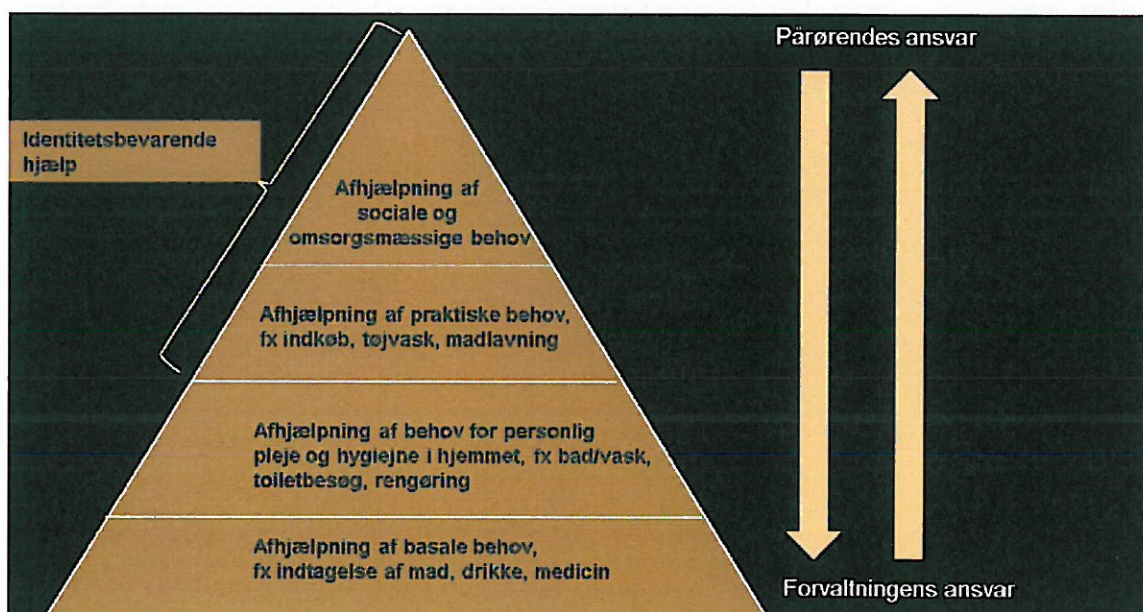 Pårørendes ansvar
Identitetsbevarende
hjælp
Afhjælpning af
sociale og
omsorgsmæssige behov
Afhjælpning af praktiske behov,
fx indkøb, tøjvask, madlavning
Afhjælpning af behov for personlig
pleje og hygiejne i hjemmet, fx bad/vask,
toiletbesøg, rengøring
Afhjælpning af basale behov,
fx indtagelse af mad, drikke, medicin
Forvaltningens ansvar